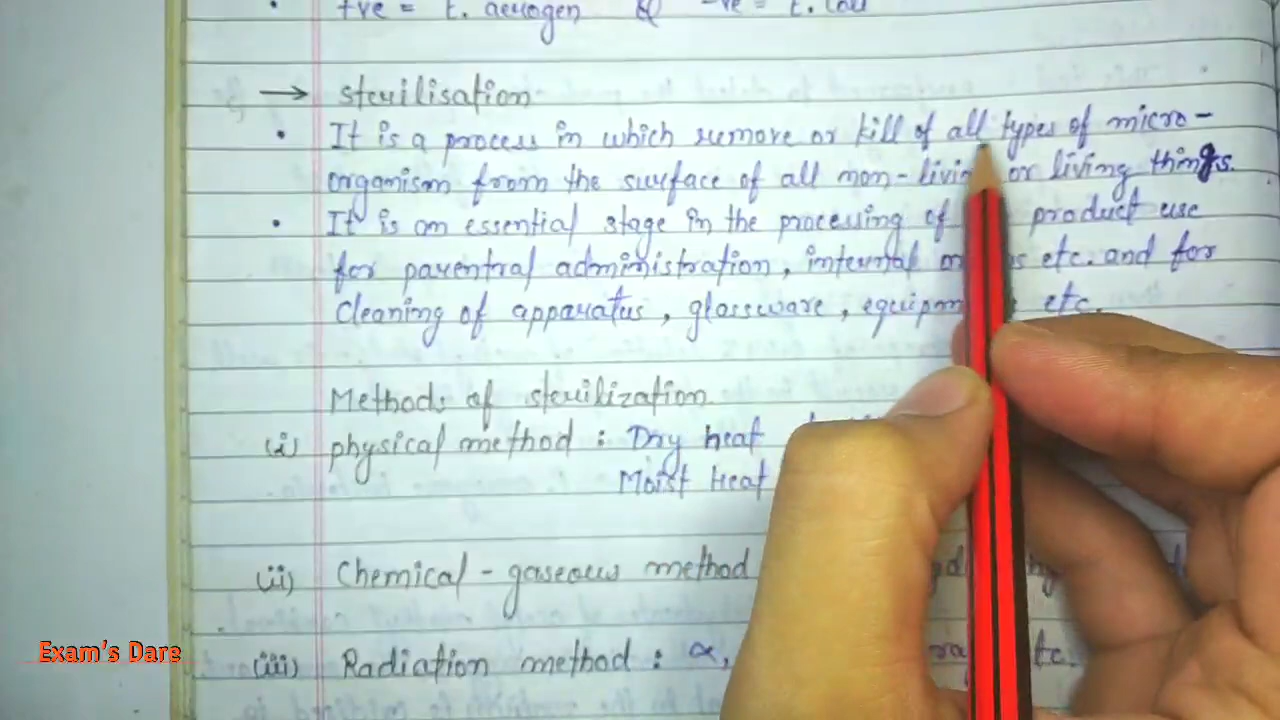 +ve = E. aerogen & -ve = E. coli
→ sterilisation
• It is a process in which remove or kill of all types of micro-
organism from the surface of all non-living or living things.
• It is an essential stage in the processing of product use
for parentral administration, internal etc. and for
Cleaning of apparatus, glassware, etc.
Methods of sterilization
(i) physical method : Dry heat
Moist Heat
(ii) Chemical - gaseous method
(iii) Radiation method : α,
Exam's Dare